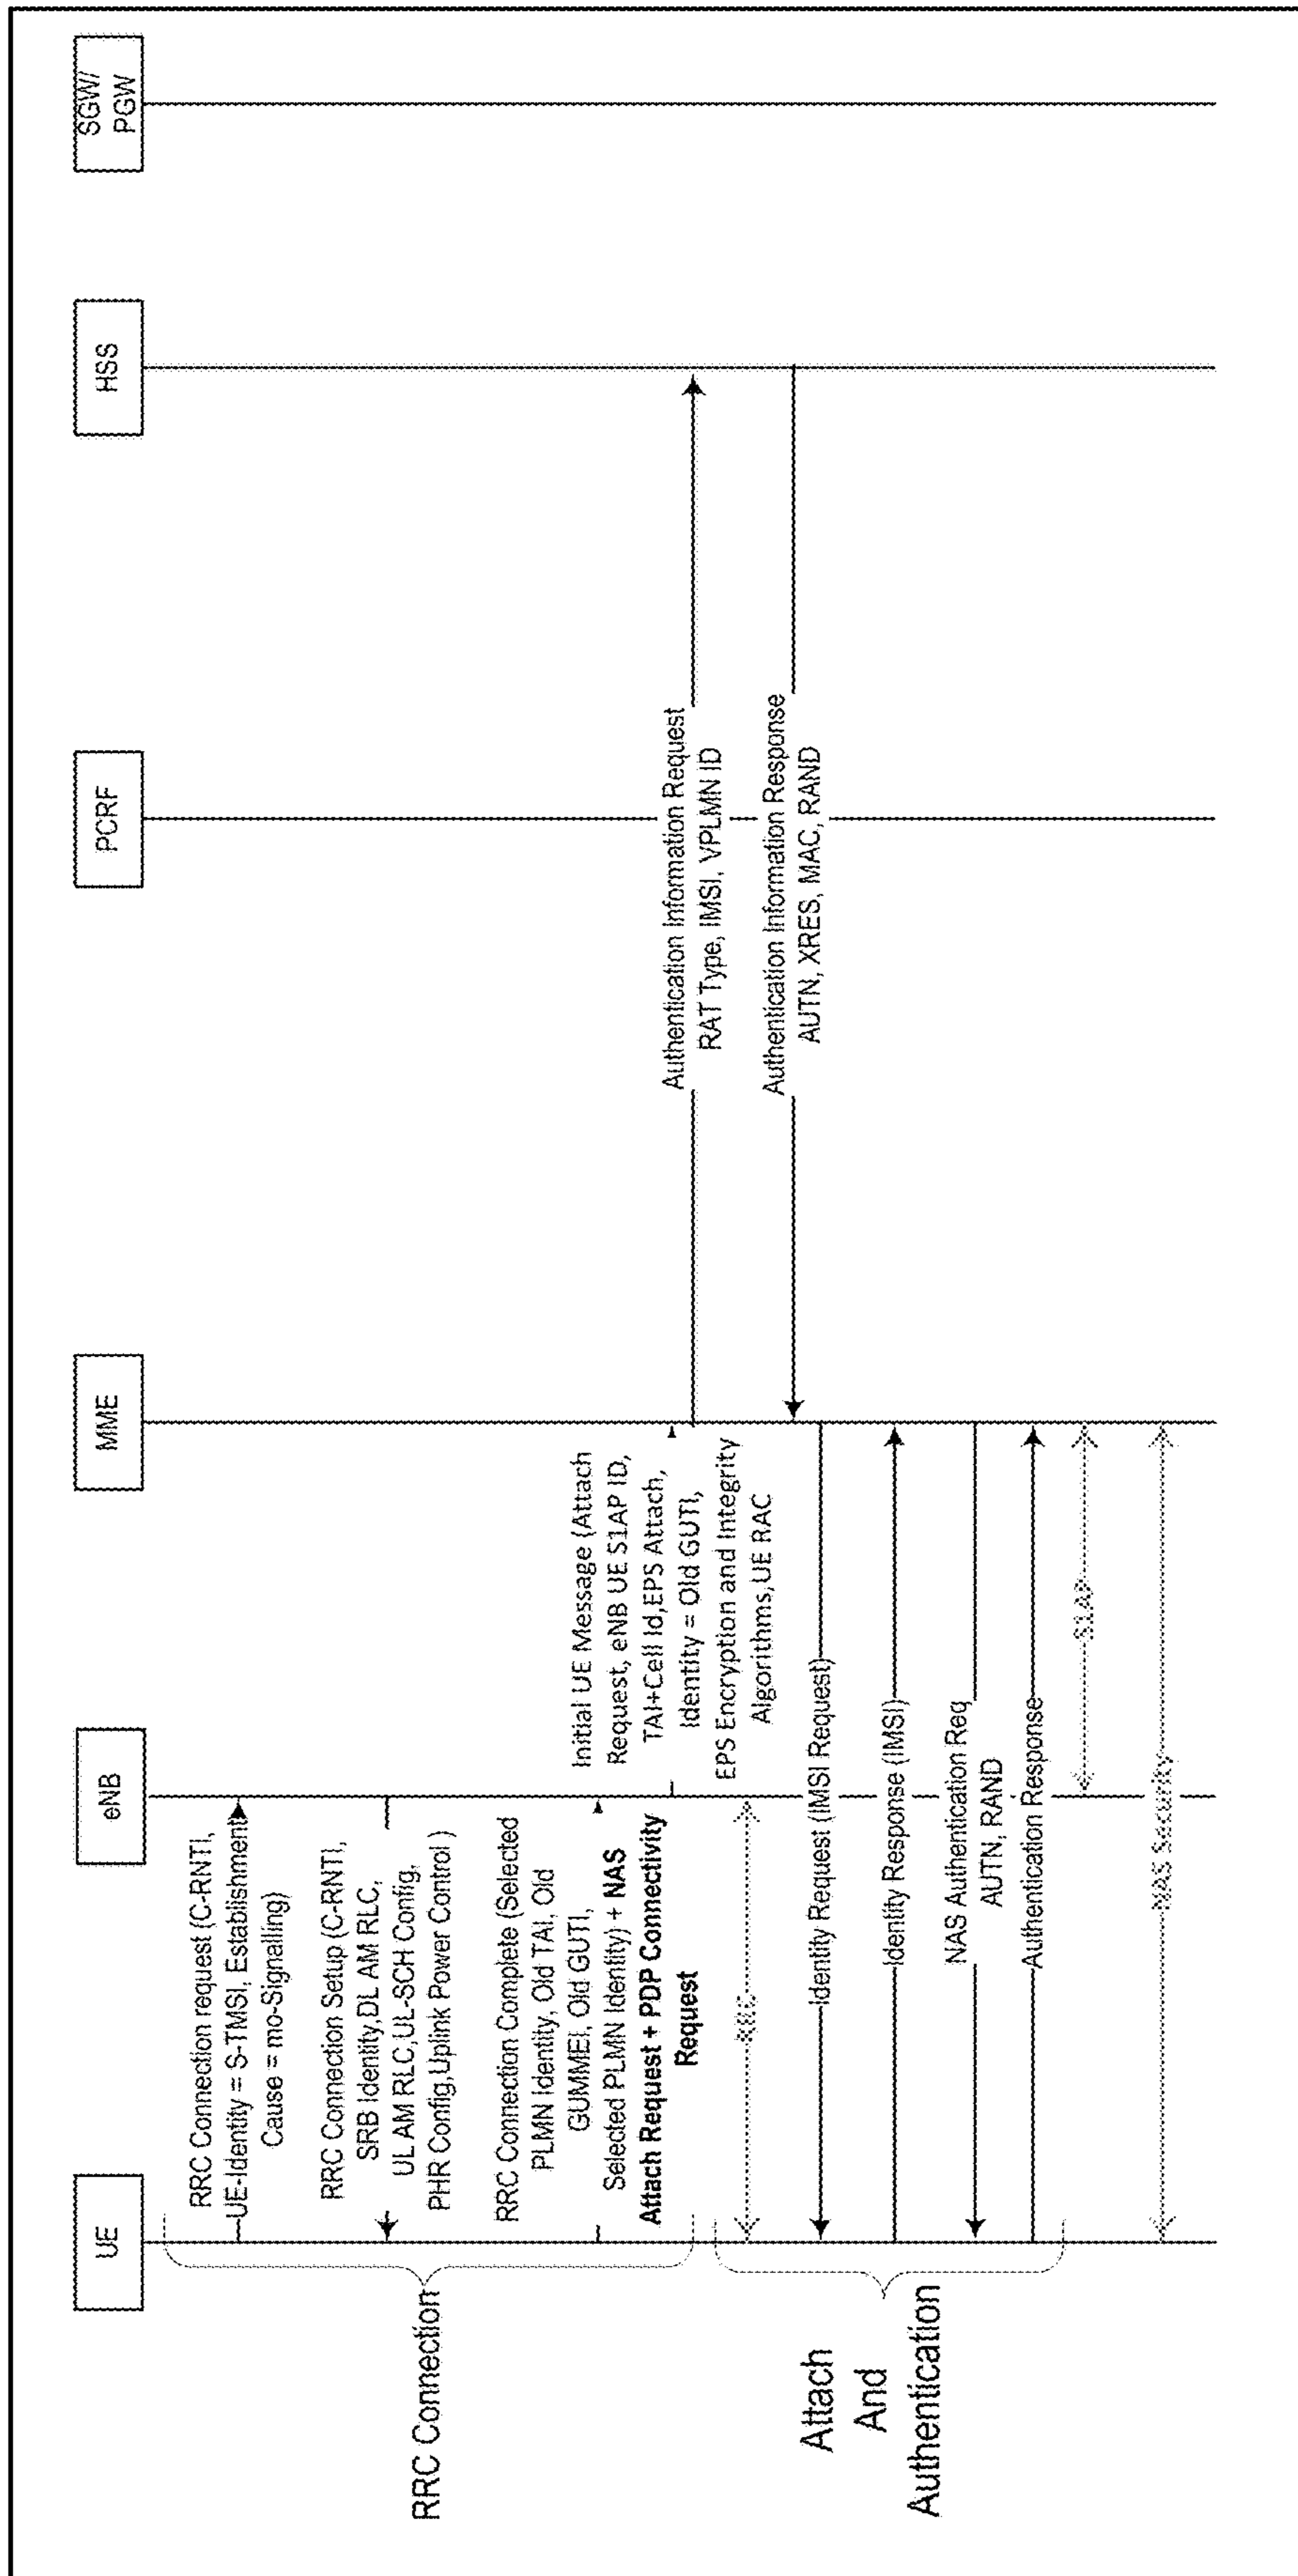 UE
eNB
MME
PCRF
HSS
SGW/
PGW
RRC Connection
RRC Connection request (C-RNTI,
UE-Identity = S-TMSI, Establishment
Cause = mo-Signalling)
RRC Connection Setup (C-RNTI,
SRB Identity,DL AM RLC,
UL AM RLC,UL-SCH Config,
PHR Config,Uplink Power Control )
RRC Connection Complete (Selected
PLMN Identity, Old TAI, Old
GUMMEI, Old GUTI,
Selected PLMN Identity) + NAS
Attach Request + PDP Connectivity
Request
Initial UE Message (Attach
Request, eNB UE S1AP ID,
TAI+Cell Id,EPS Attach,
Identity = Old GUTI,
EPS Encryption and Integrity
Algorithms,UE RAC
Authentication Information Request
RAT Type, IMSI, VPLMN ID
Authentication Information Response
AUTN, XRES, MAC, RAND
Attach
And
Authentication
Identity Request (IMSI Request)
Identity Response (IMSI)
NAS Authentication Req
AUTN, RAND
Authentication Response
S1AP
NAS Security